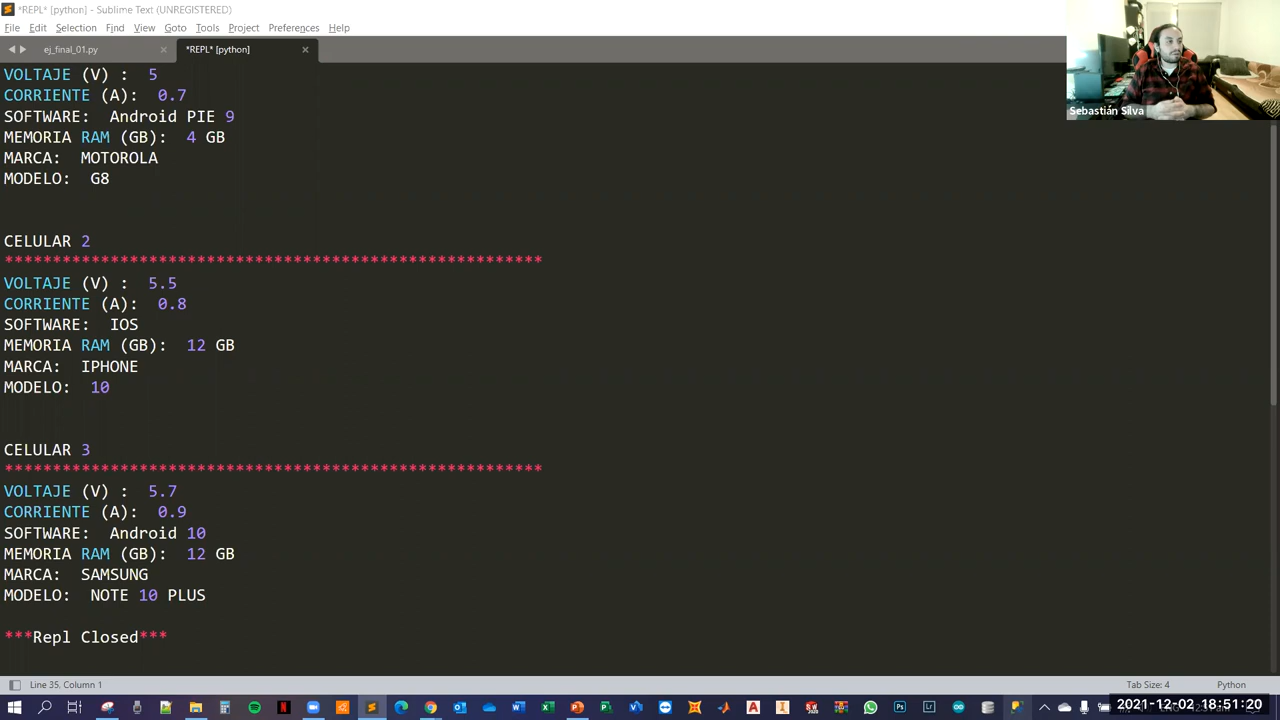 *REPL* [python] - Sublime Text (UNREGISTERED)
File Edit Selection Find View Goto Tools Project Preferences Help
ej_final_01.py *REPL* [python]
VOLTAJE (V) : 5
CORRIENTE (A): 0.7
SOFTWARE: Android PIE 9
MEMORIA RAM (GB): 4 GB
MARCA: MOTOROLA
MODELO: G8
CELULAR 2
********************************************************
VOLTAJE (V) : 5.5
CORRIENTE (A): 0.8
SOFTWARE: IOS
MEMORIA RAM (GB): 12 GB
MARCA: IPHONE
MODELO: 10
CELULAR 3
********************************************************
VOLTAJE (V) : 5.7
CORRIENTE (A): 0.9
SOFTWARE: Android 10
MEMORIA RAM (GB): 12 GB
MARCA: SAMSUNG
MODELO: NOTE 10 PLUS
***Repl Closed***
Sebastián Silva
Line 35, Column 1
Tab Size: 4 Python
2021-12-02 18:51:20